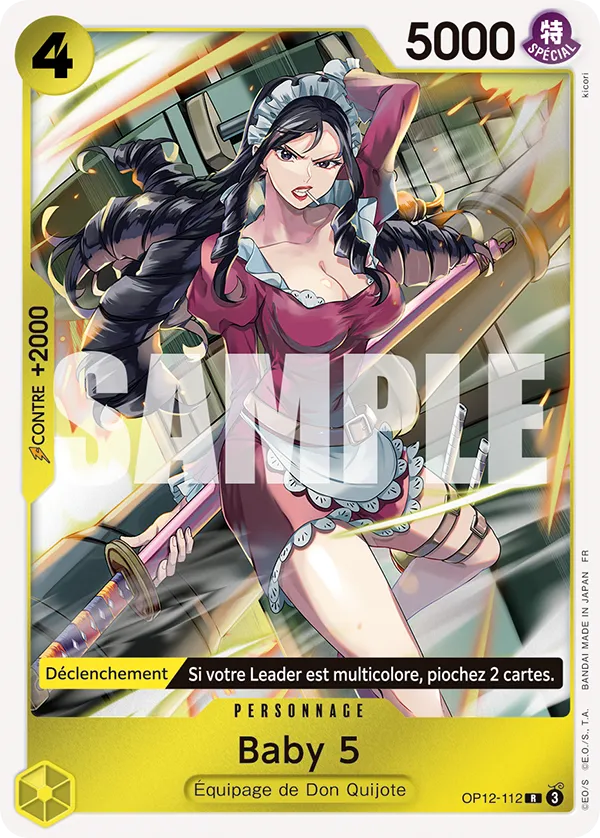 4
5000
特
SPÉCIAL
kicori
CONTRE +2000
SAMPLE
Déclenchement
Si votre Leader est multicolore, piochez 2 cartes.
PERSONNAGE
Baby 5
Équipage de Don Quijote
OP12-112 R 3
©EO/S ©E.O./S., T.A. BANDAI MADE IN JAPAN FR